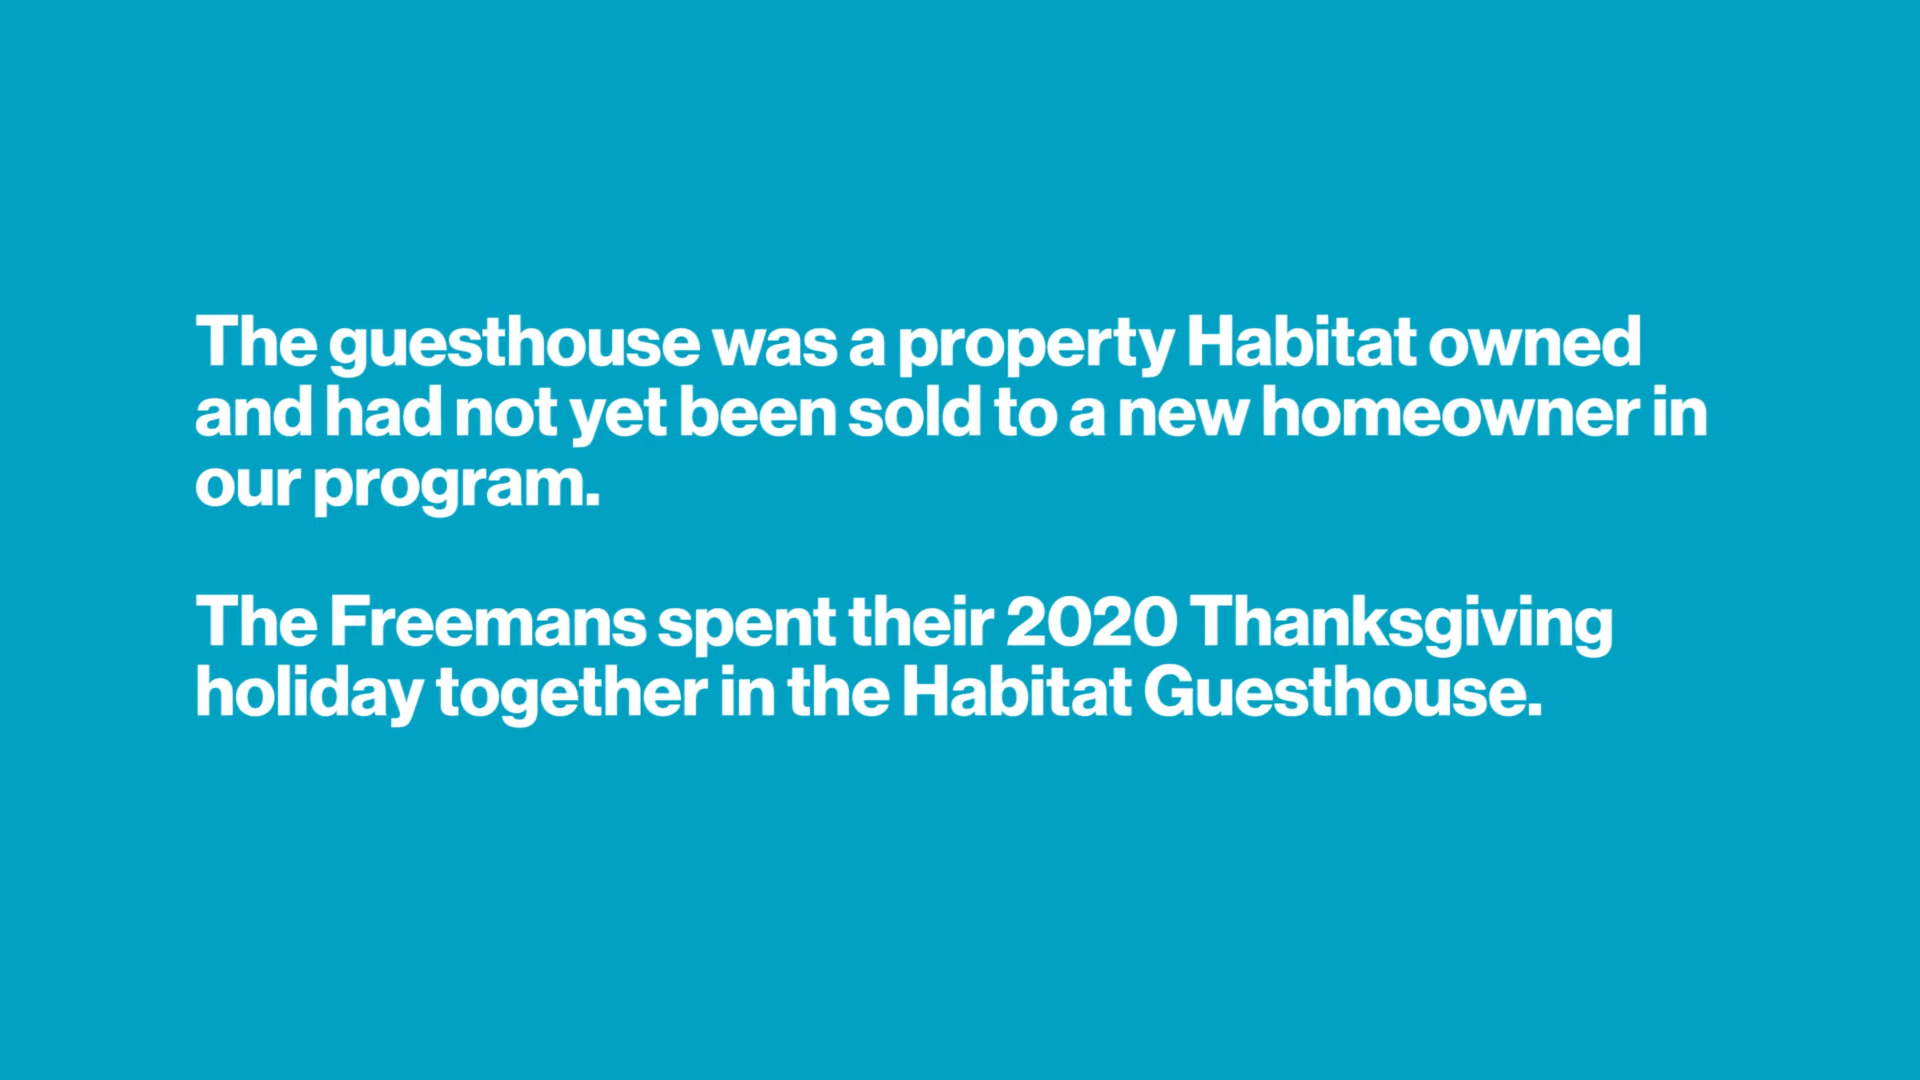 The guesthouse was a property Habitat owned
and had not yet been sold to a new homeowner in
our program.
The Freemans spent their 2020 Thanksgiving
holiday together in the Habitat Guesthouse.